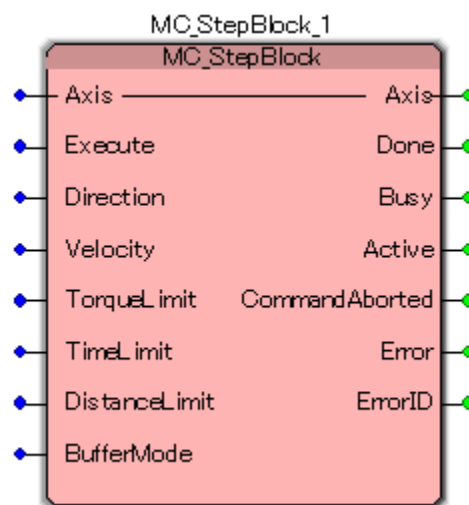 MC_StepBlock_1
MC_StepBlock
Axis Axis
Execute Done
Direction Busy
Velocity Active
TorqueLimit CommandAborted
TimeLimit Error
DistanceLimit ErrorID
BufferMode